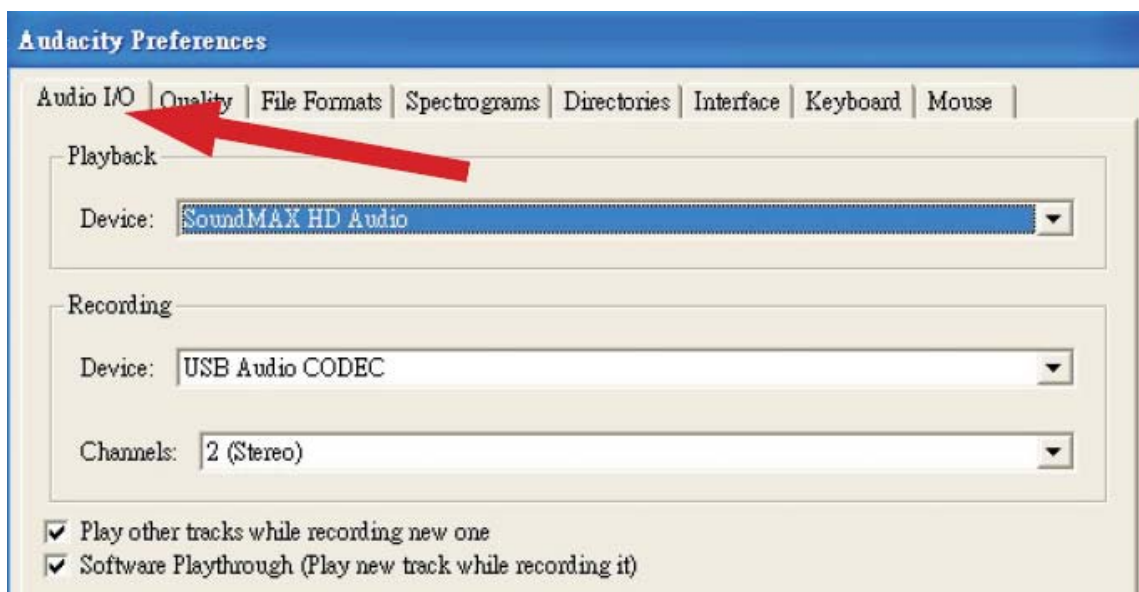 Audacity Preferences
Audio I/O Quality File Formats Spectrograms Directories Interface Keyboard Mouse
Playback
Device: SoundMAX HD Audio
Recording
Device: USB Audio CODEC
Channels: 2 (Stereo)
Play other tracks while recording new one
Software Playthrough (Play new track while recording it)